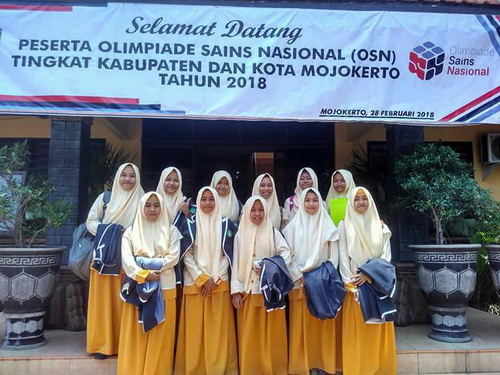 Selamat Datang
PESERTA OLIMPIADE SAINS NASIONAL (OSN)
TINGKAT KABUPATEN DAN KOTA MOJOKERTO
TAHUN 2018
Olimpiade
Sains
Nasional
MOJOKERTO, 28 FEBRUARI 2018